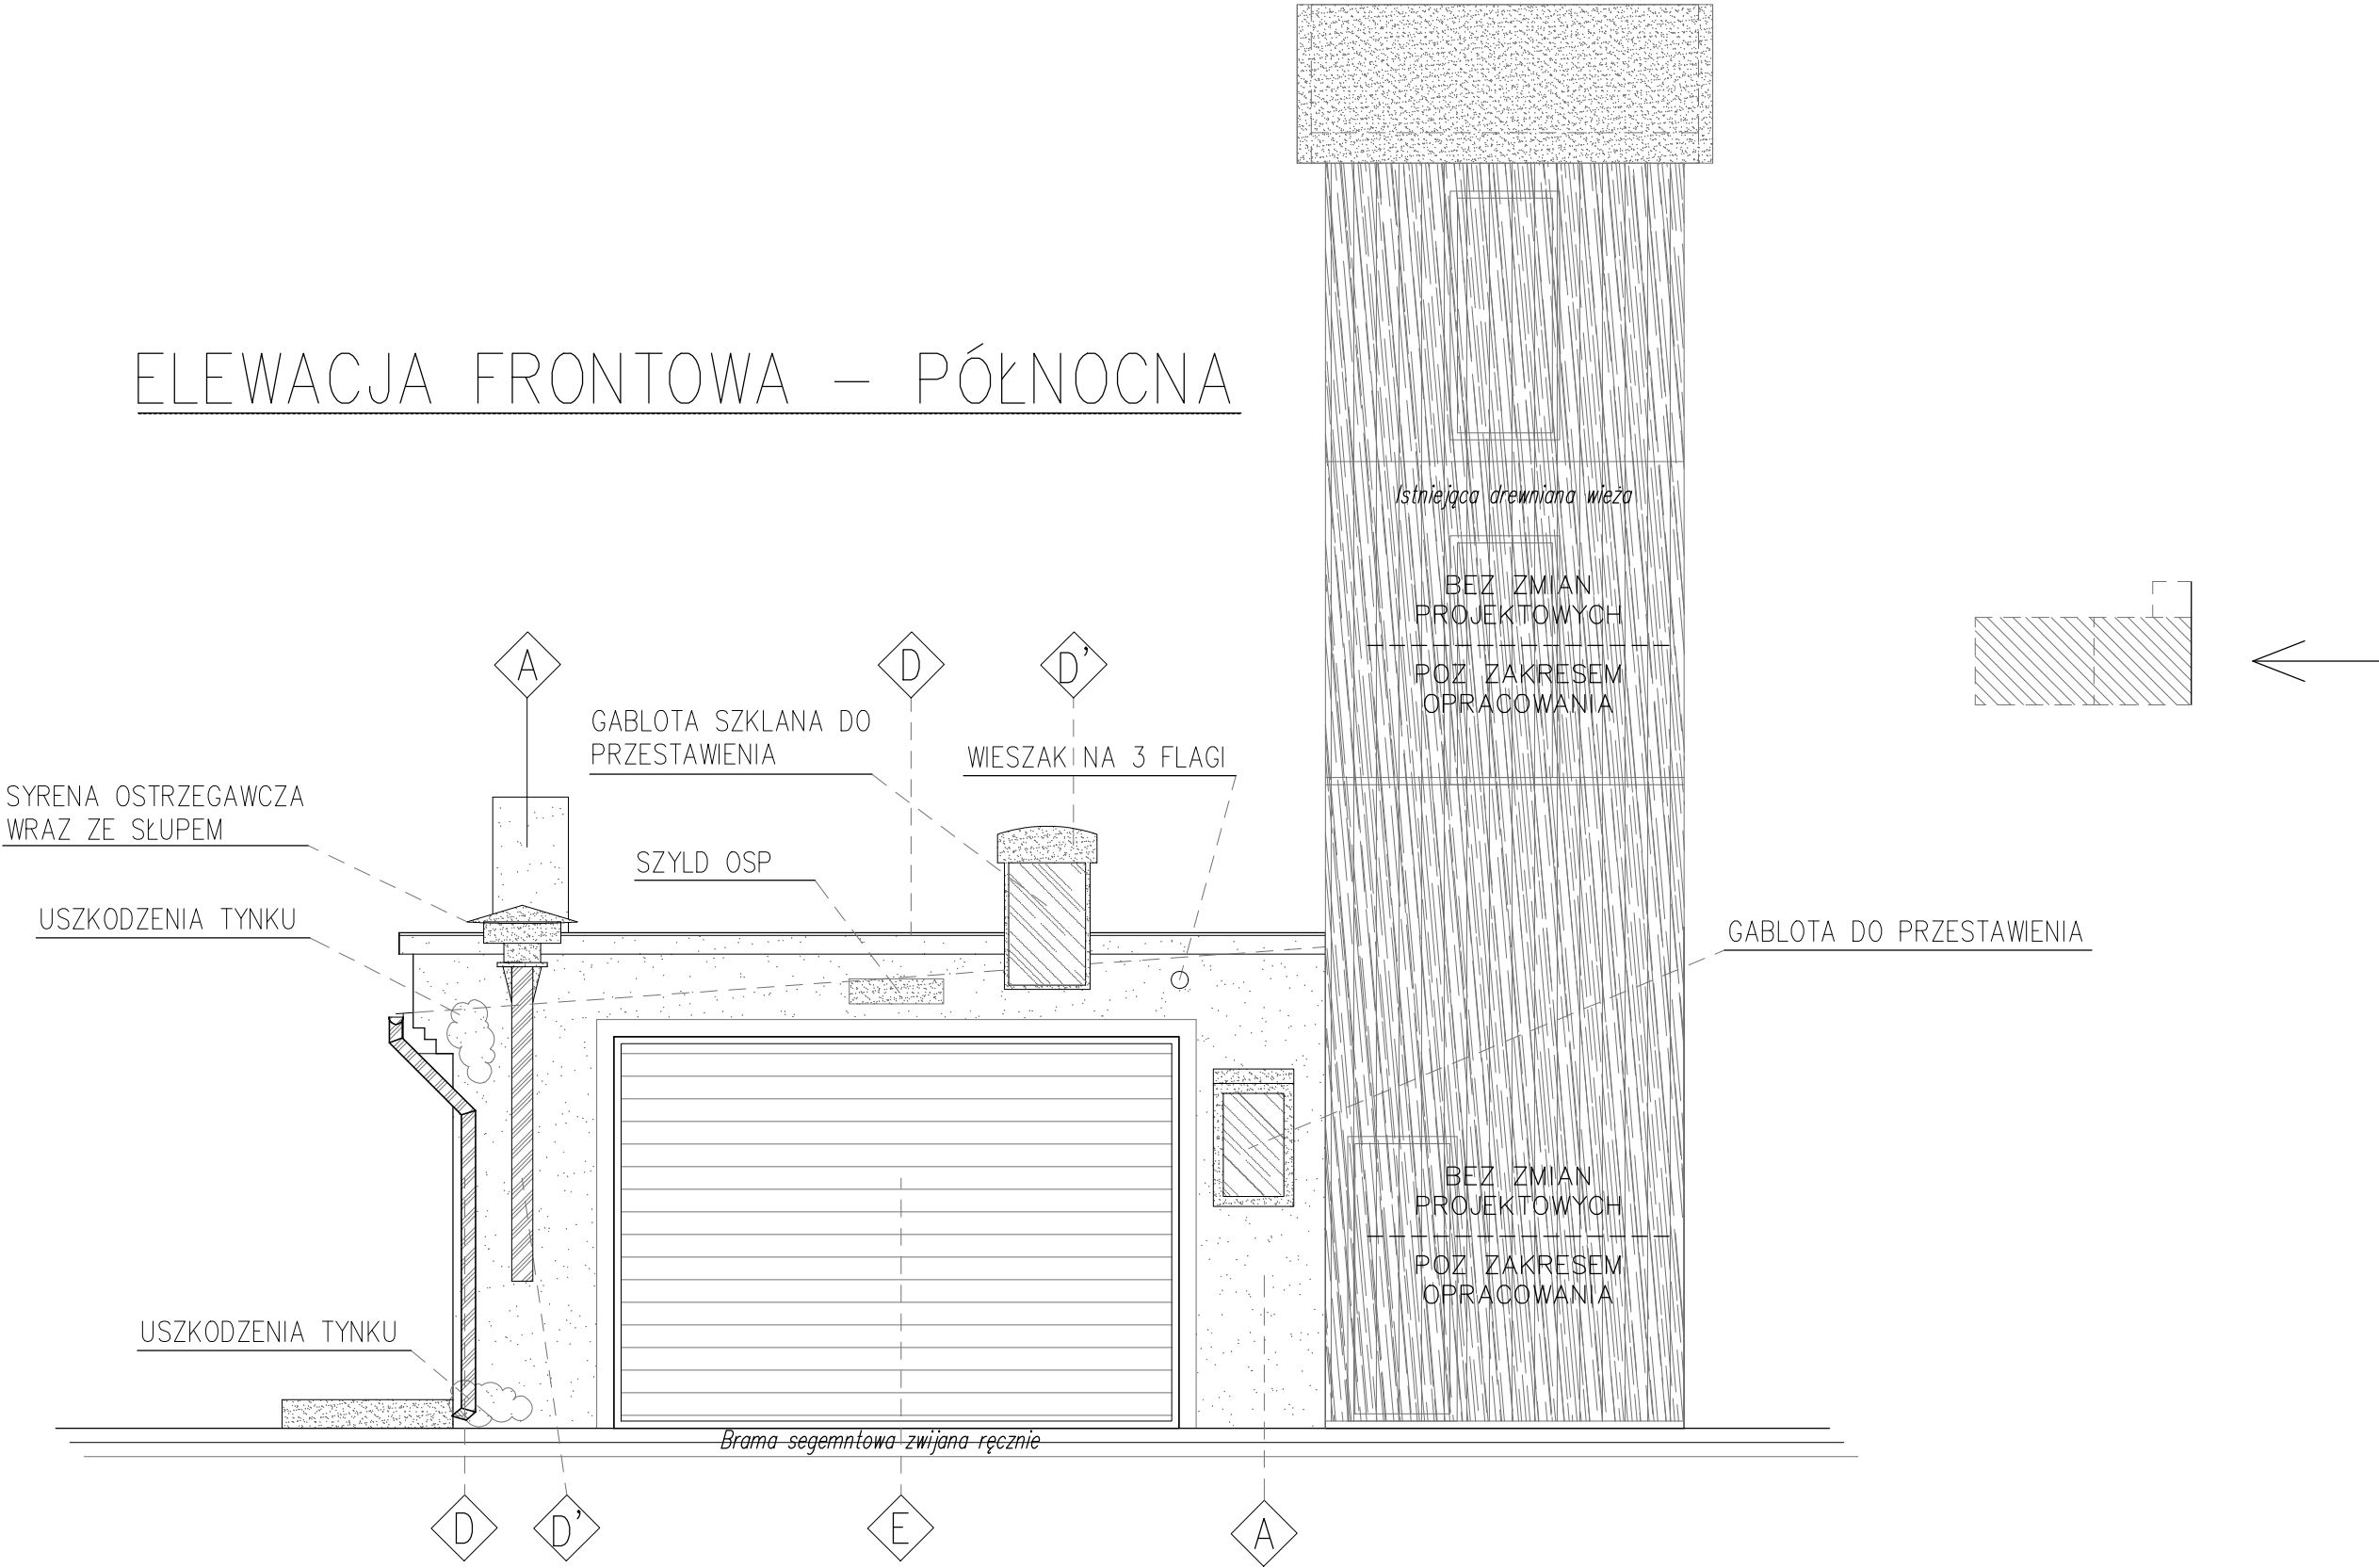 ELEWACJA FRONTOWA – PÓŁNOCNA
Istniejąca drewniana wieża
BEZ ZMIAN
PROJEKTOWYCH
POZ ZAKRESEM
OPRACOWANIA
A
D
D'
GABLOTA SZKLANA DO
PRZESTAWIENIA
WIESZAK NA 3 FLAGI
SYRENA OSTRZEGAWCZA
WRAZ ZE SŁUPEM
SZYLD OSP
USZKODZENIA TYNKU
GABLOTA DO PRZESTAWIENIA
BEZ ZMIAN
PROJEKTOWYCH
POZ ZAKRESEM
OPRACOWANIA
USZKODZENIA TYNKU
Brama segemntowa zwijana ręcznie
D
D'
E
A